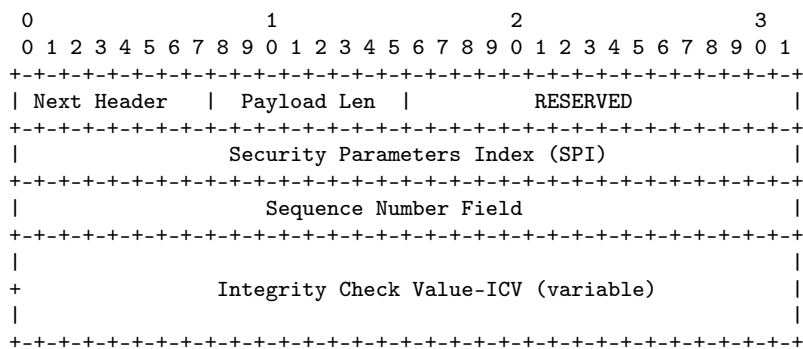 0 1 2 3
0 1 2 3 4 5 6 7 8 9 0 1 2 3 4 5 6 7 8 9 0 1 2 3 4 5 6 7 8 9 0 1
+-+-+-+-+-+-+-+-+-+-+-+-+-+-+-+-+-+-+-+-+-+-+-+-+-+-+-+-+-+-+-+-+
| Next Header | Payload Len | RESERVED |
+-+-+-+-+-+-+-+-+-+-+-+-+-+-+-+-+-+-+-+-+-+-+-+-+-+-+-+-+-+-+-+-+
| Security Parameters Index (SPI) |
+-+-+-+-+-+-+-+-+-+-+-+-+-+-+-+-+-+-+-+-+-+-+-+-+-+-+-+-+-+-+-+-+
| Sequence Number Field |
+-+-+-+-+-+-+-+-+-+-+-+-+-+-+-+-+-+-+-+-+-+-+-+-+-+-+-+-+-+-+-+-+
| |
+ Integrity Check Value-ICV (variable) |
| |
+-+-+-+-+-+-+-+-+-+-+-+-+-+-+-+-+-+-+-+-+-+-+-+-+-+-+-+-+-+-+-+-+